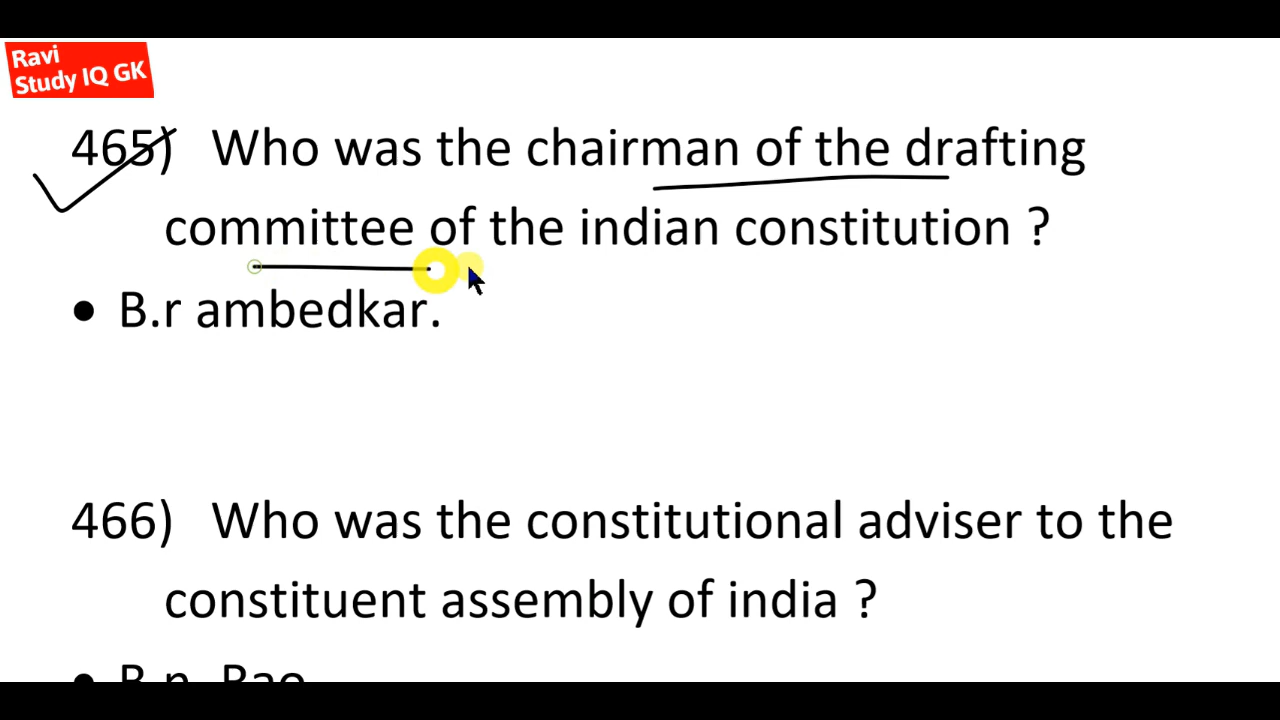 Ravi
Study IQ GK
465) Who was the chairman of the drafting
committee of the indian constitution ?
• B.r ambedkar.
466) Who was the constitutional adviser to the
constituent assembly of india ?
• B.n Rao